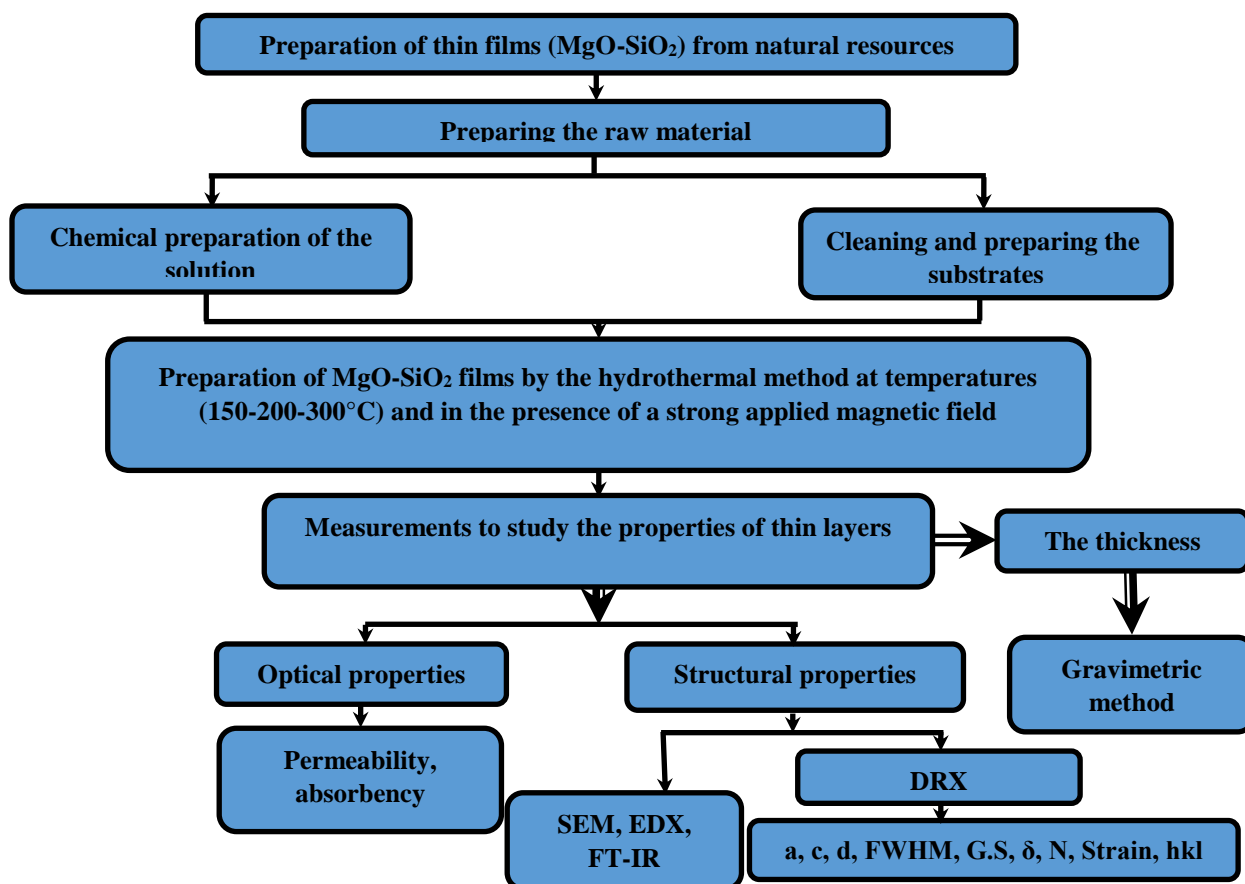 Preparation of thin films (MgO-SiO₂) from natural resources
Preparing the raw material
Chemical preparation of the
solution
Cleaning and preparing the
substrates
Preparation of MgO-SiO₂ films by the hydrothermal method at temperatures
(150-200-300°C) and in the presence of a strong applied magnetic field
Measurements to study the properties of thin layers
The thickness
Optical properties
Structural properties
Gravimetric
method
Permeability,
absorbency
SEM, EDX,
FT-IR
DRX
a, c, d, FWHM, G.S, δ, N, Strain, hkl